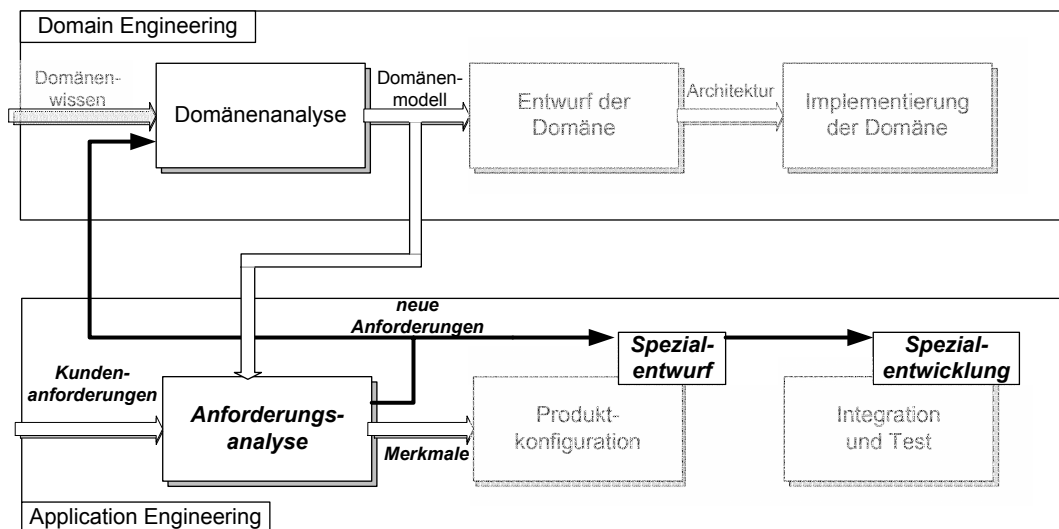 Domain Engineering
Domänen-
wissen
Domänenanalyse
Domänen-
modell
Entwurf der
Domäne
Architektur
Implementierung
der Domäne
neue
Anforderungen
Kunden-
anforderungen
Anforderungs-
analyse
Merkmale
Spezial-
entwurf
Produkt-
konfiguration
Spezial-
entwicklung
Integration
und Test
Application Engineering